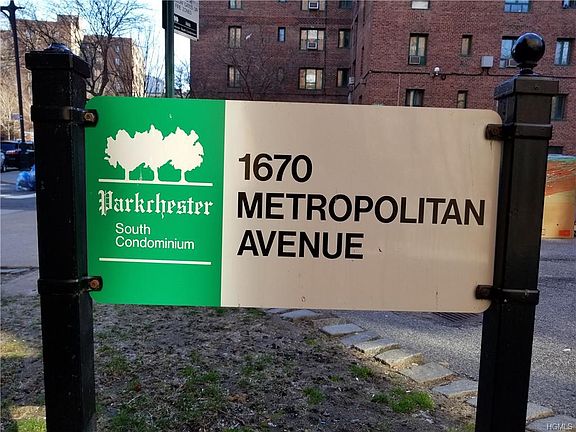 Parkchester
South
Condominium
1670
METROPOLITAN
AVENUE
HGMLS